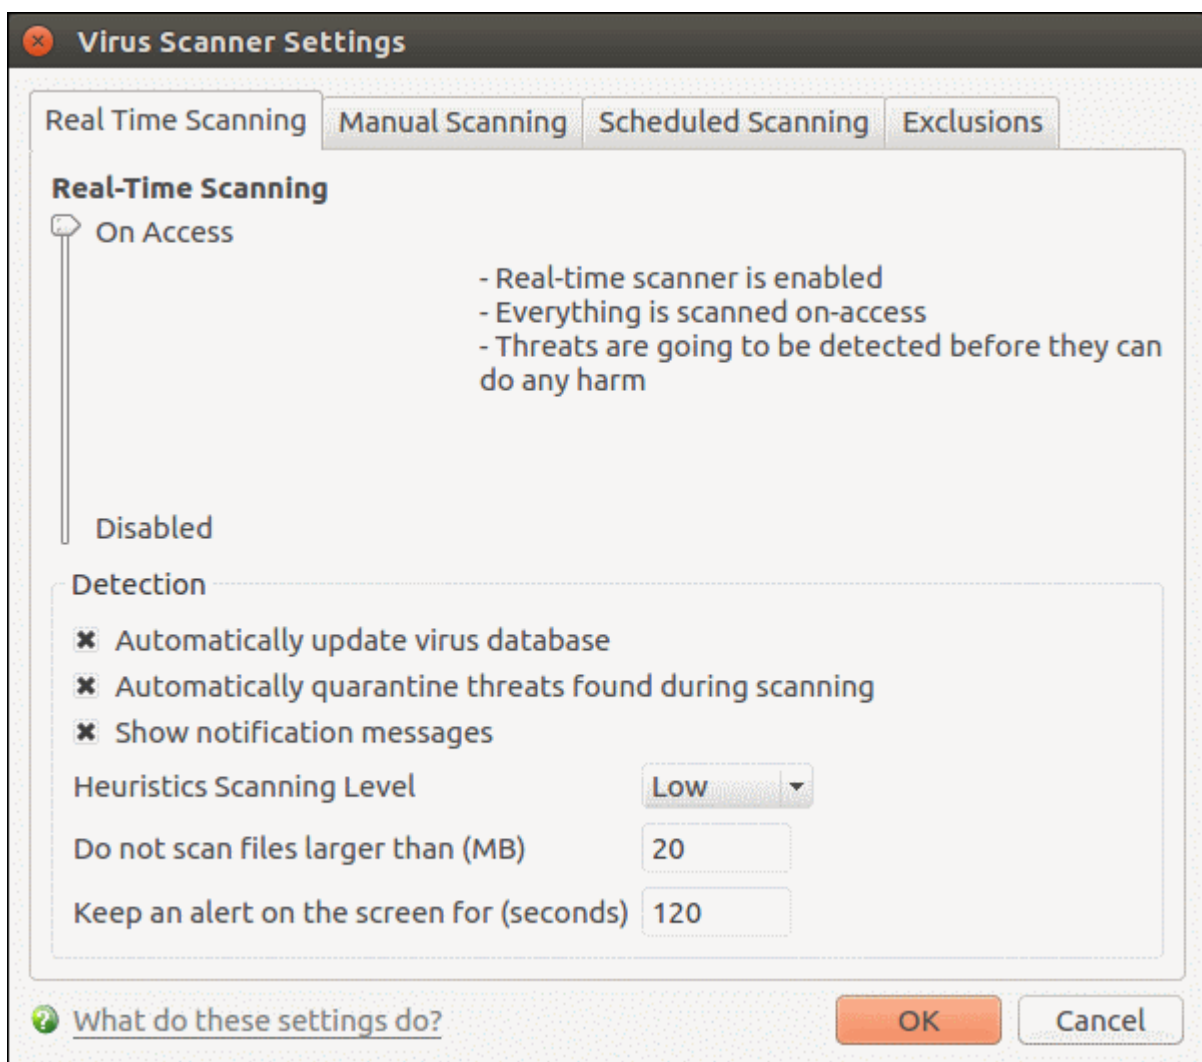 Virus Scanner Settings
Real Time Scanning
Manual Scanning
Scheduled Scanning
Exclusions
Real-Time Scanning
On Access
- Real-time scanner is enabled
- Everything is scanned on-access
- Threats are going to be detected before they can
do any harm
Disabled
Detection
Automatically update virus database
Automatically quarantine threats found during scanning
Show notification messages
Heuristics Scanning Level Low
Do not scan files larger than (MB) 20
Keep an alert on the screen for (seconds) 120
What do these settings do?
OK
Cancel